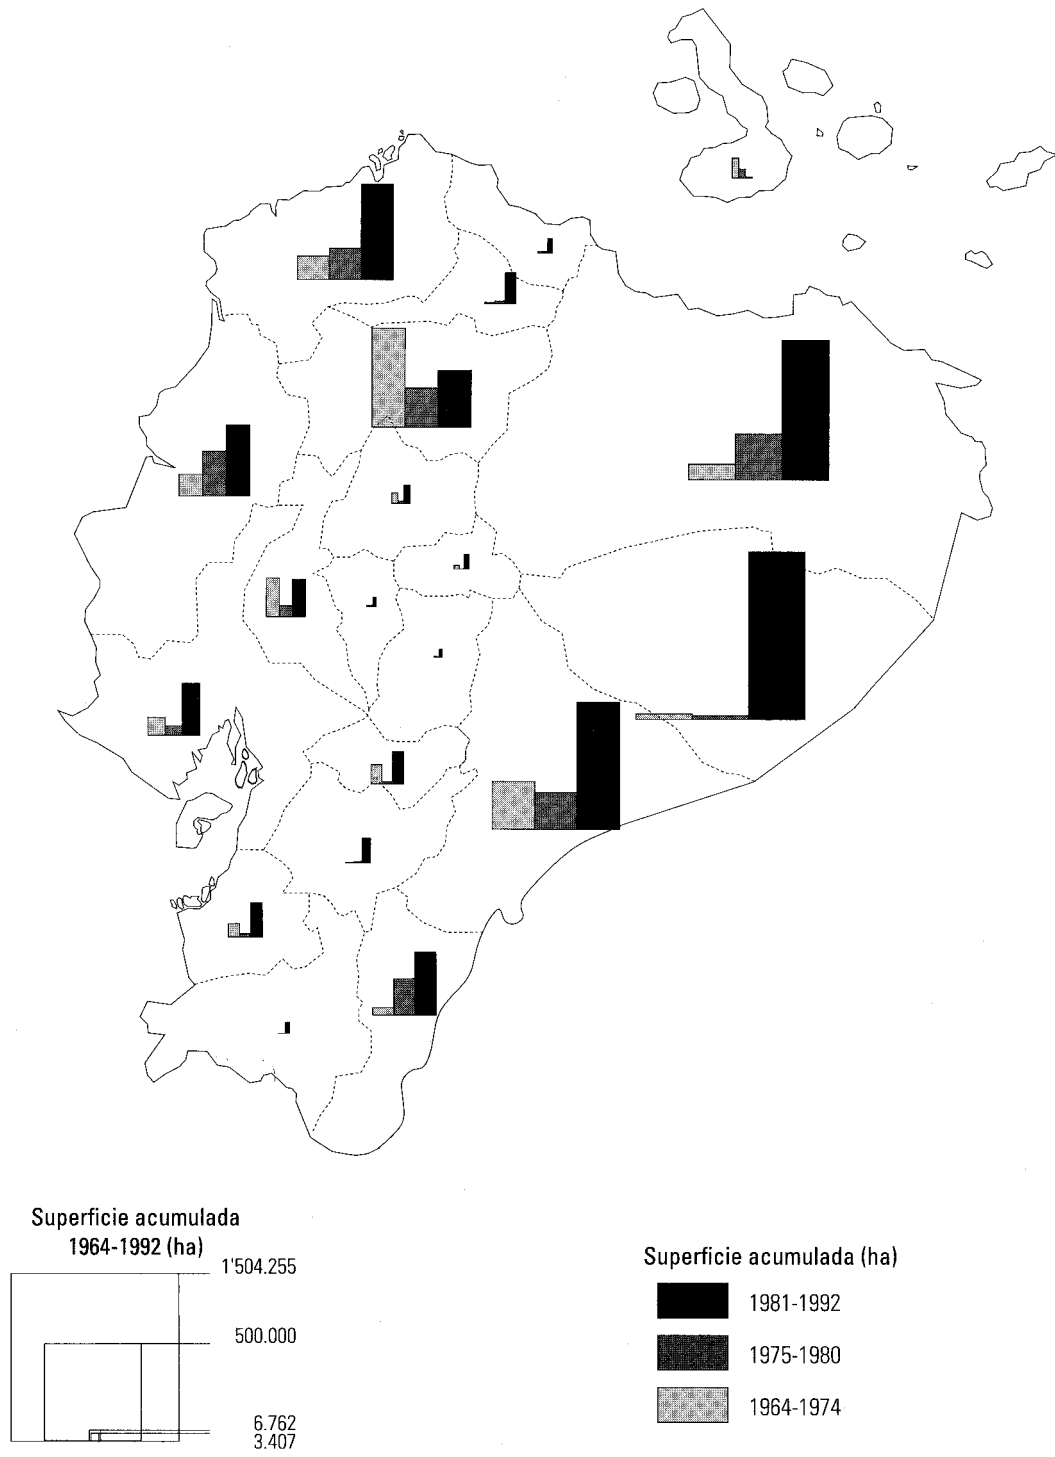 Superficie acumulada
1964-1992 (ha)
1'504.255
500.000
6.762
3.407
Superficie acumulada (ha)
1981-1992
1975-1980
1964-1974